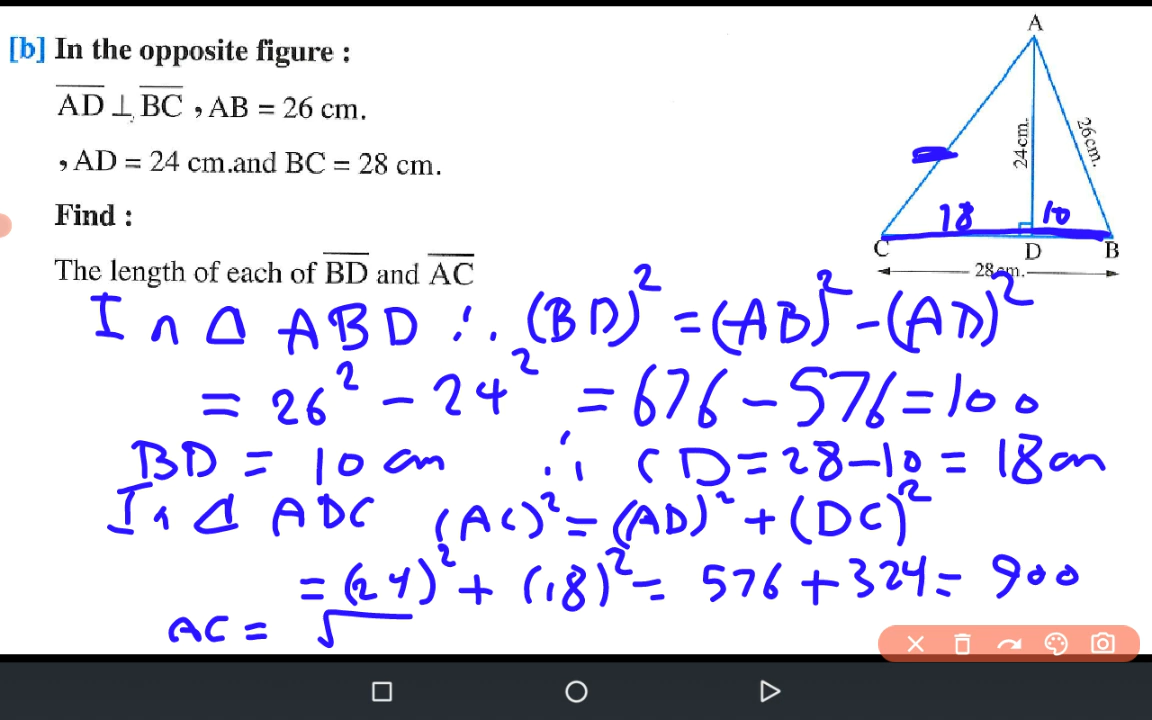 [b] In the opposite figure :
AD ⊥ BC , AB = 26 cm.
, AD = 24 cm.and BC = 28 cm.
Find :
The length of each of BD and AC
A
24cm.
26cm.
18
10
C
D
B
28cm.
In Δ ABD ∴ (BD)² = (AB)² - (AD)²
= 26² - 24² = 676 - 576 = 100
BD = 10 cm ∴ CD = 28-10 = 18 cm
In Δ ADC (AC)² = (AD)² + (DC)²
= (24)² + (18)² = 576 + 324 = 900
AC = √